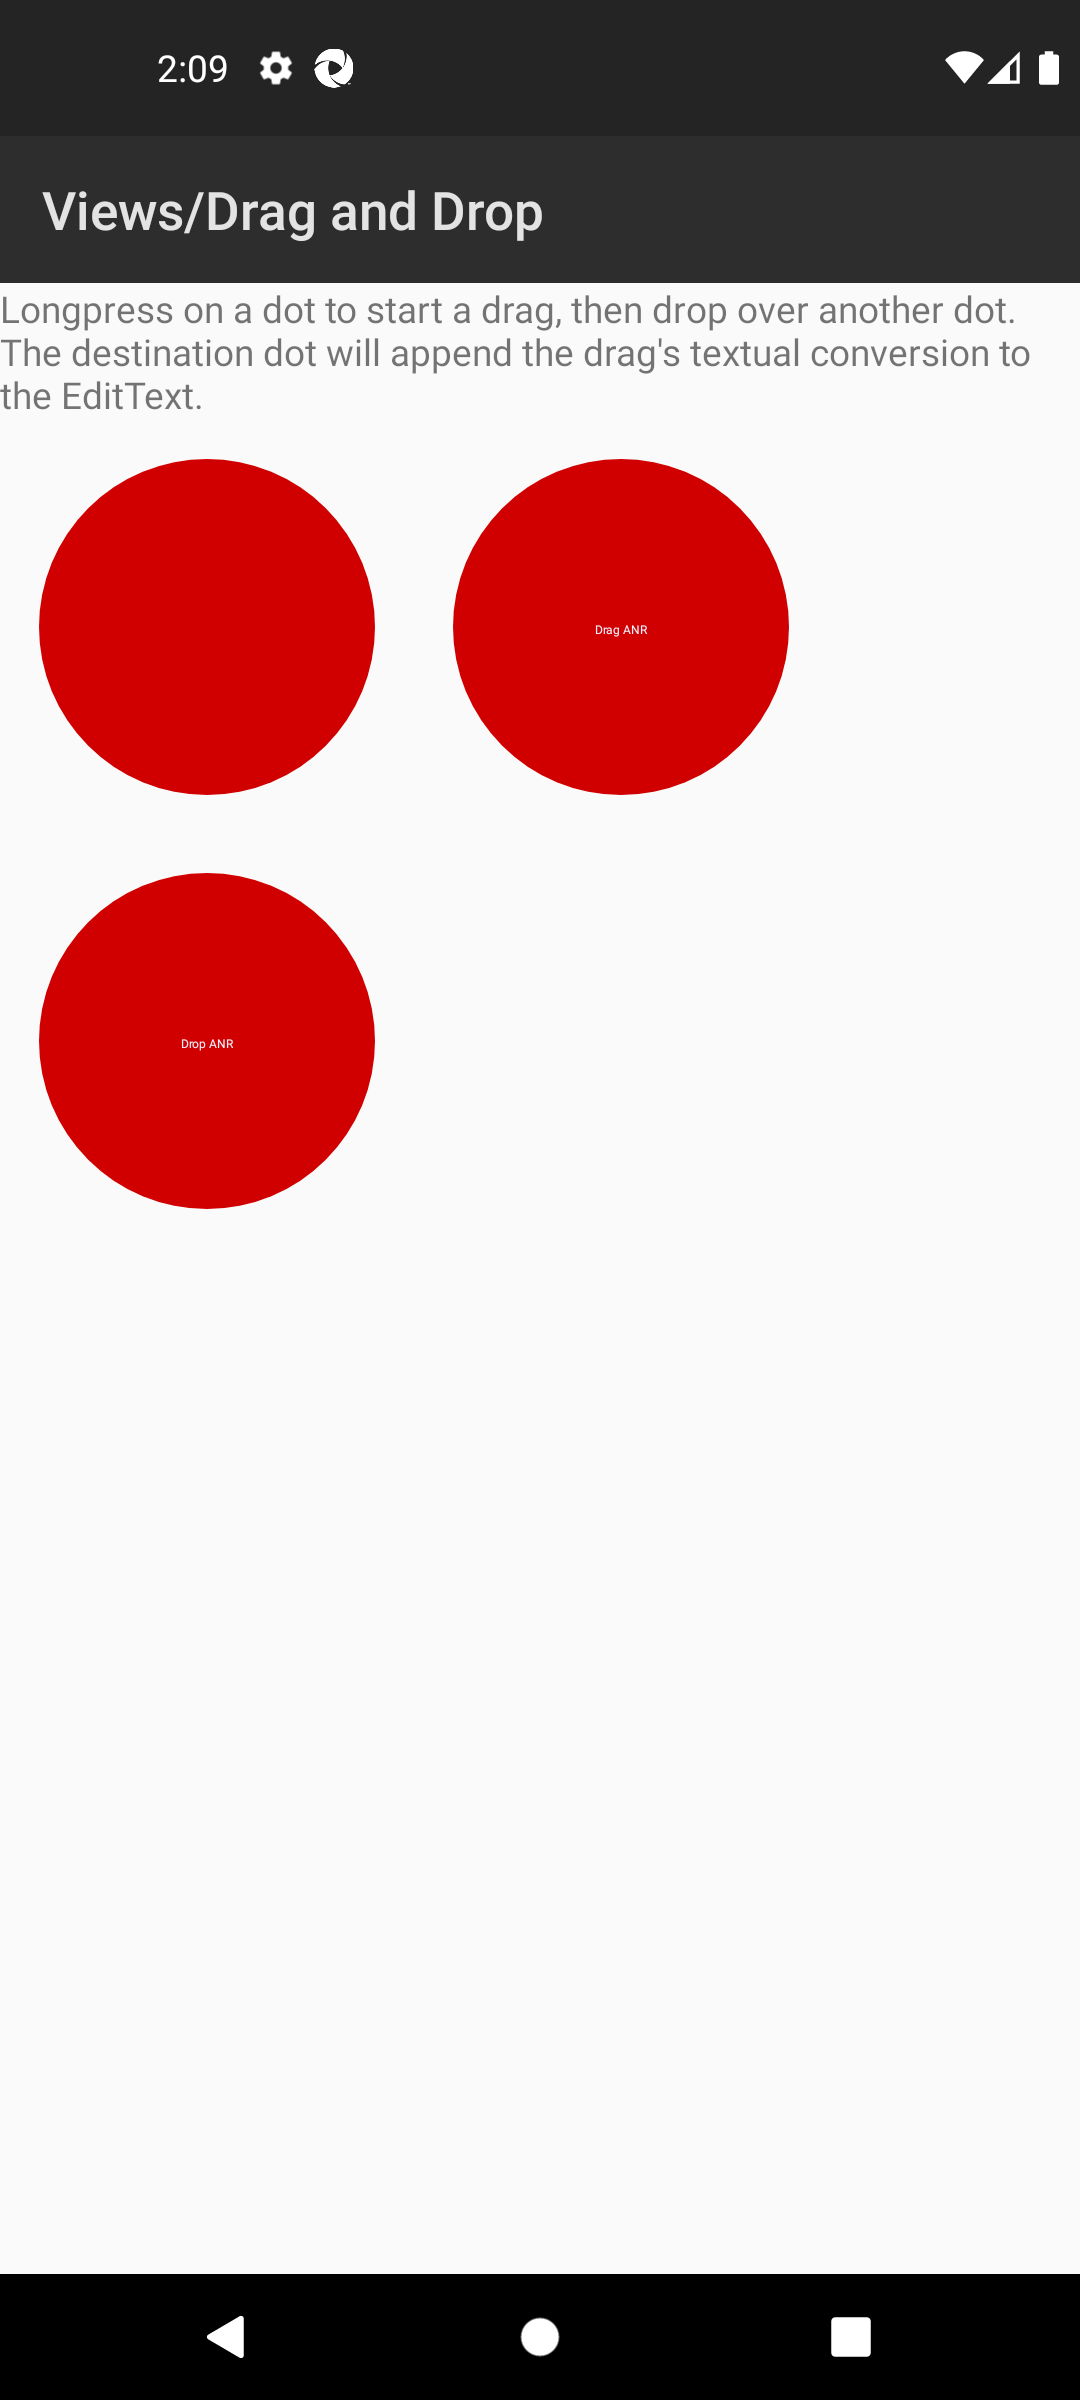 2:09
Views/Drag and Drop
Longpress on a dot to start a drag, then drop over another dot.
The destination dot will append the drag's textual conversion to
the EditText.
Drag ANR
Drop ANR